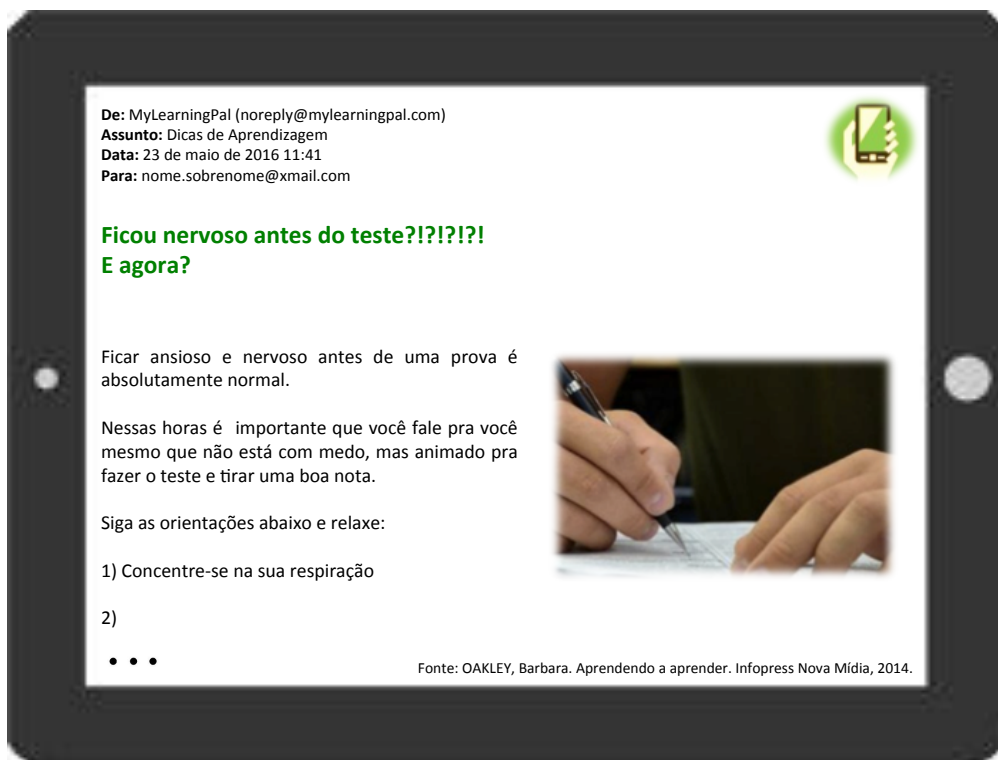 De: MyLearningPal (noreply@mylearningpal.com)
Assunto: Dicas de Aprendizagem
Data: 23 de maio de 2016 11:41
Para: nome.sobrenome@xmail.com
Ficou nervoso antes do teste?!?!?!?!
E agora?
Ficar ansioso e nervoso antes de uma prova é
absolutamente normal.
Nessas horas é importante que você fale pra você
mesmo que não está com medo, mas animado pra
fazer o teste e tirar uma boa nota.
Siga as orientações abaixo e relaxe:
1) Concentre-se na sua respiração
2)
• • •
Fonte: OAKLEY, Barbara. Aprendendo a aprender. Infopress Nova Mídia, 2014.